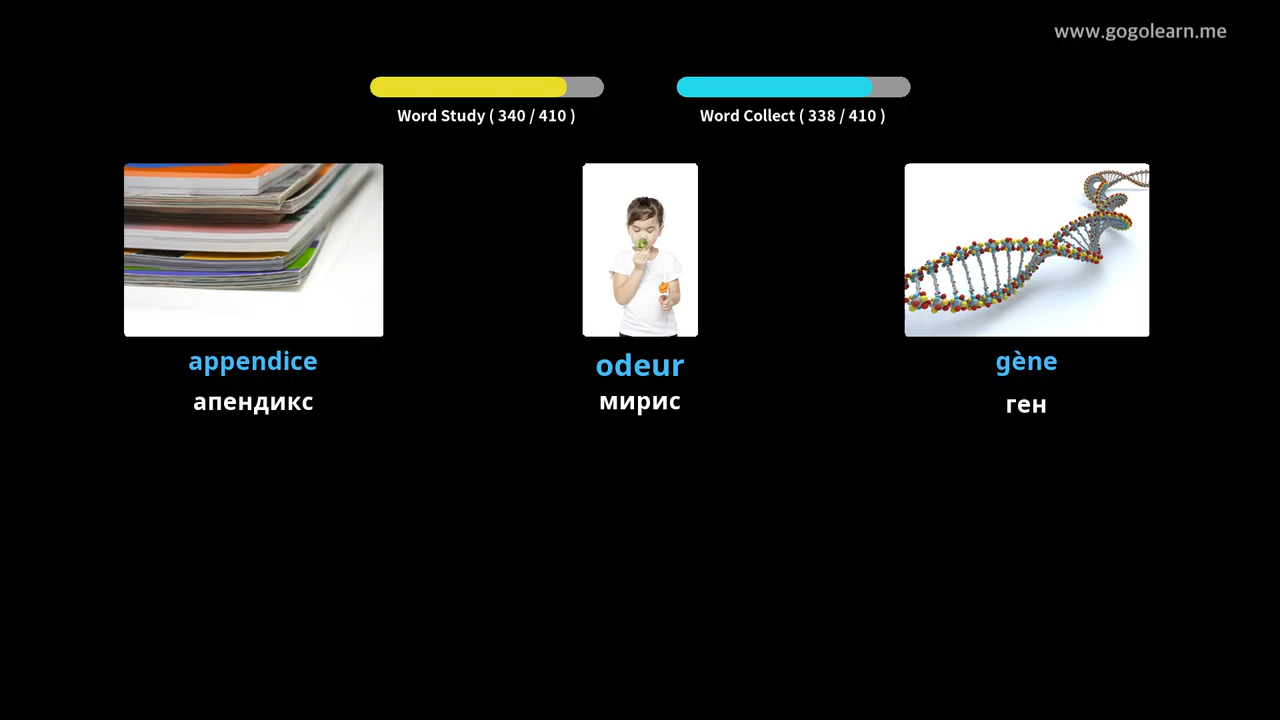 www.gogolearn.me
Word Study ( 340 / 410 )
Word Collect ( 338 / 410 )
appendice
апендикс
odeur
мирис
gène
ген